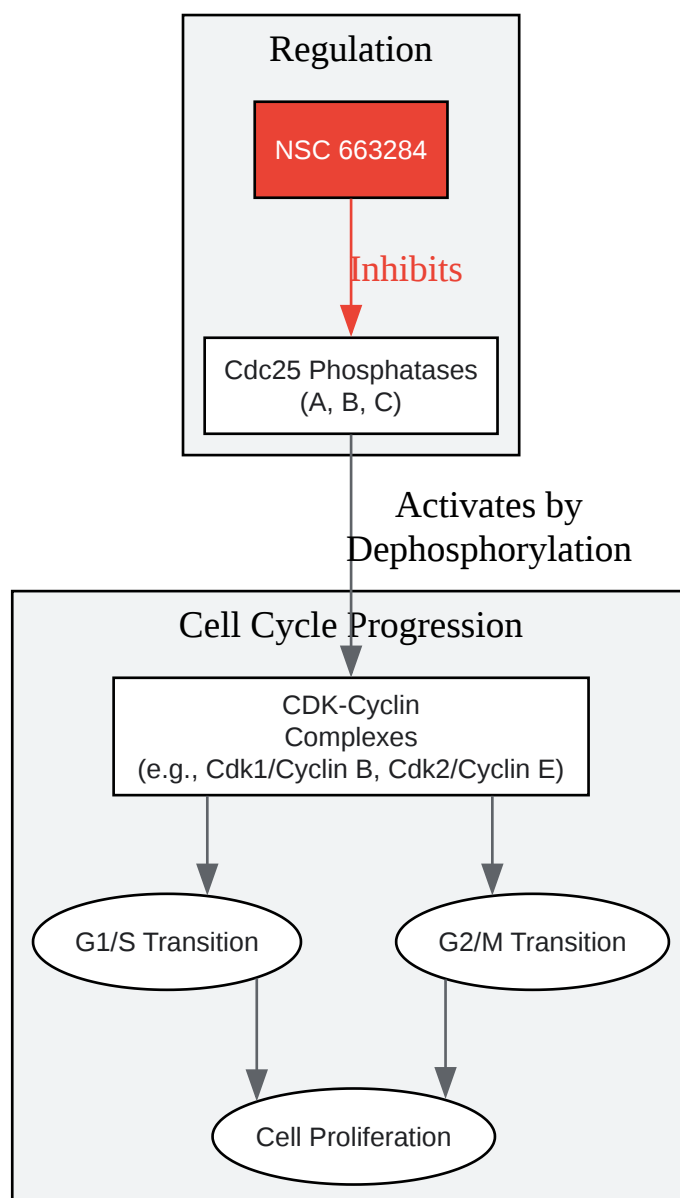 Regulation
NSC 663284
Inhibits
Cdc25 Phosphatases
(A, B, C)
Activates by
Dephosphorylation
Cell Cycle Progression
CDK-Cyclin
Complexes
(e.g., Cdk1/Cyclin B, Cdk2/Cyclin E)
G1/S Transition
G2/M Transition
Cell Proliferation